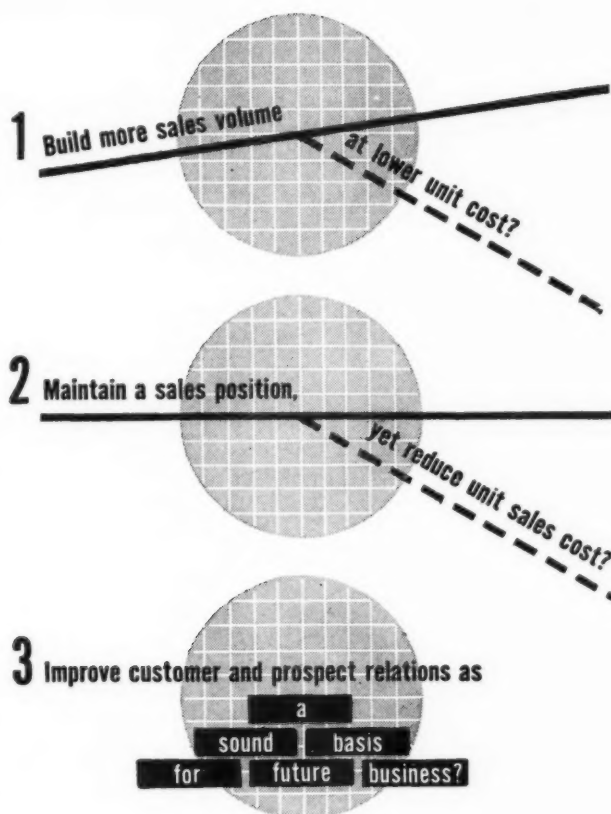 1 Build more sales volume
at lower unit cost?
2 Maintain a sales position,
yet reduce unit sales cost?
3 Improve customer and prospect relations as
a
sound basis
for future business?